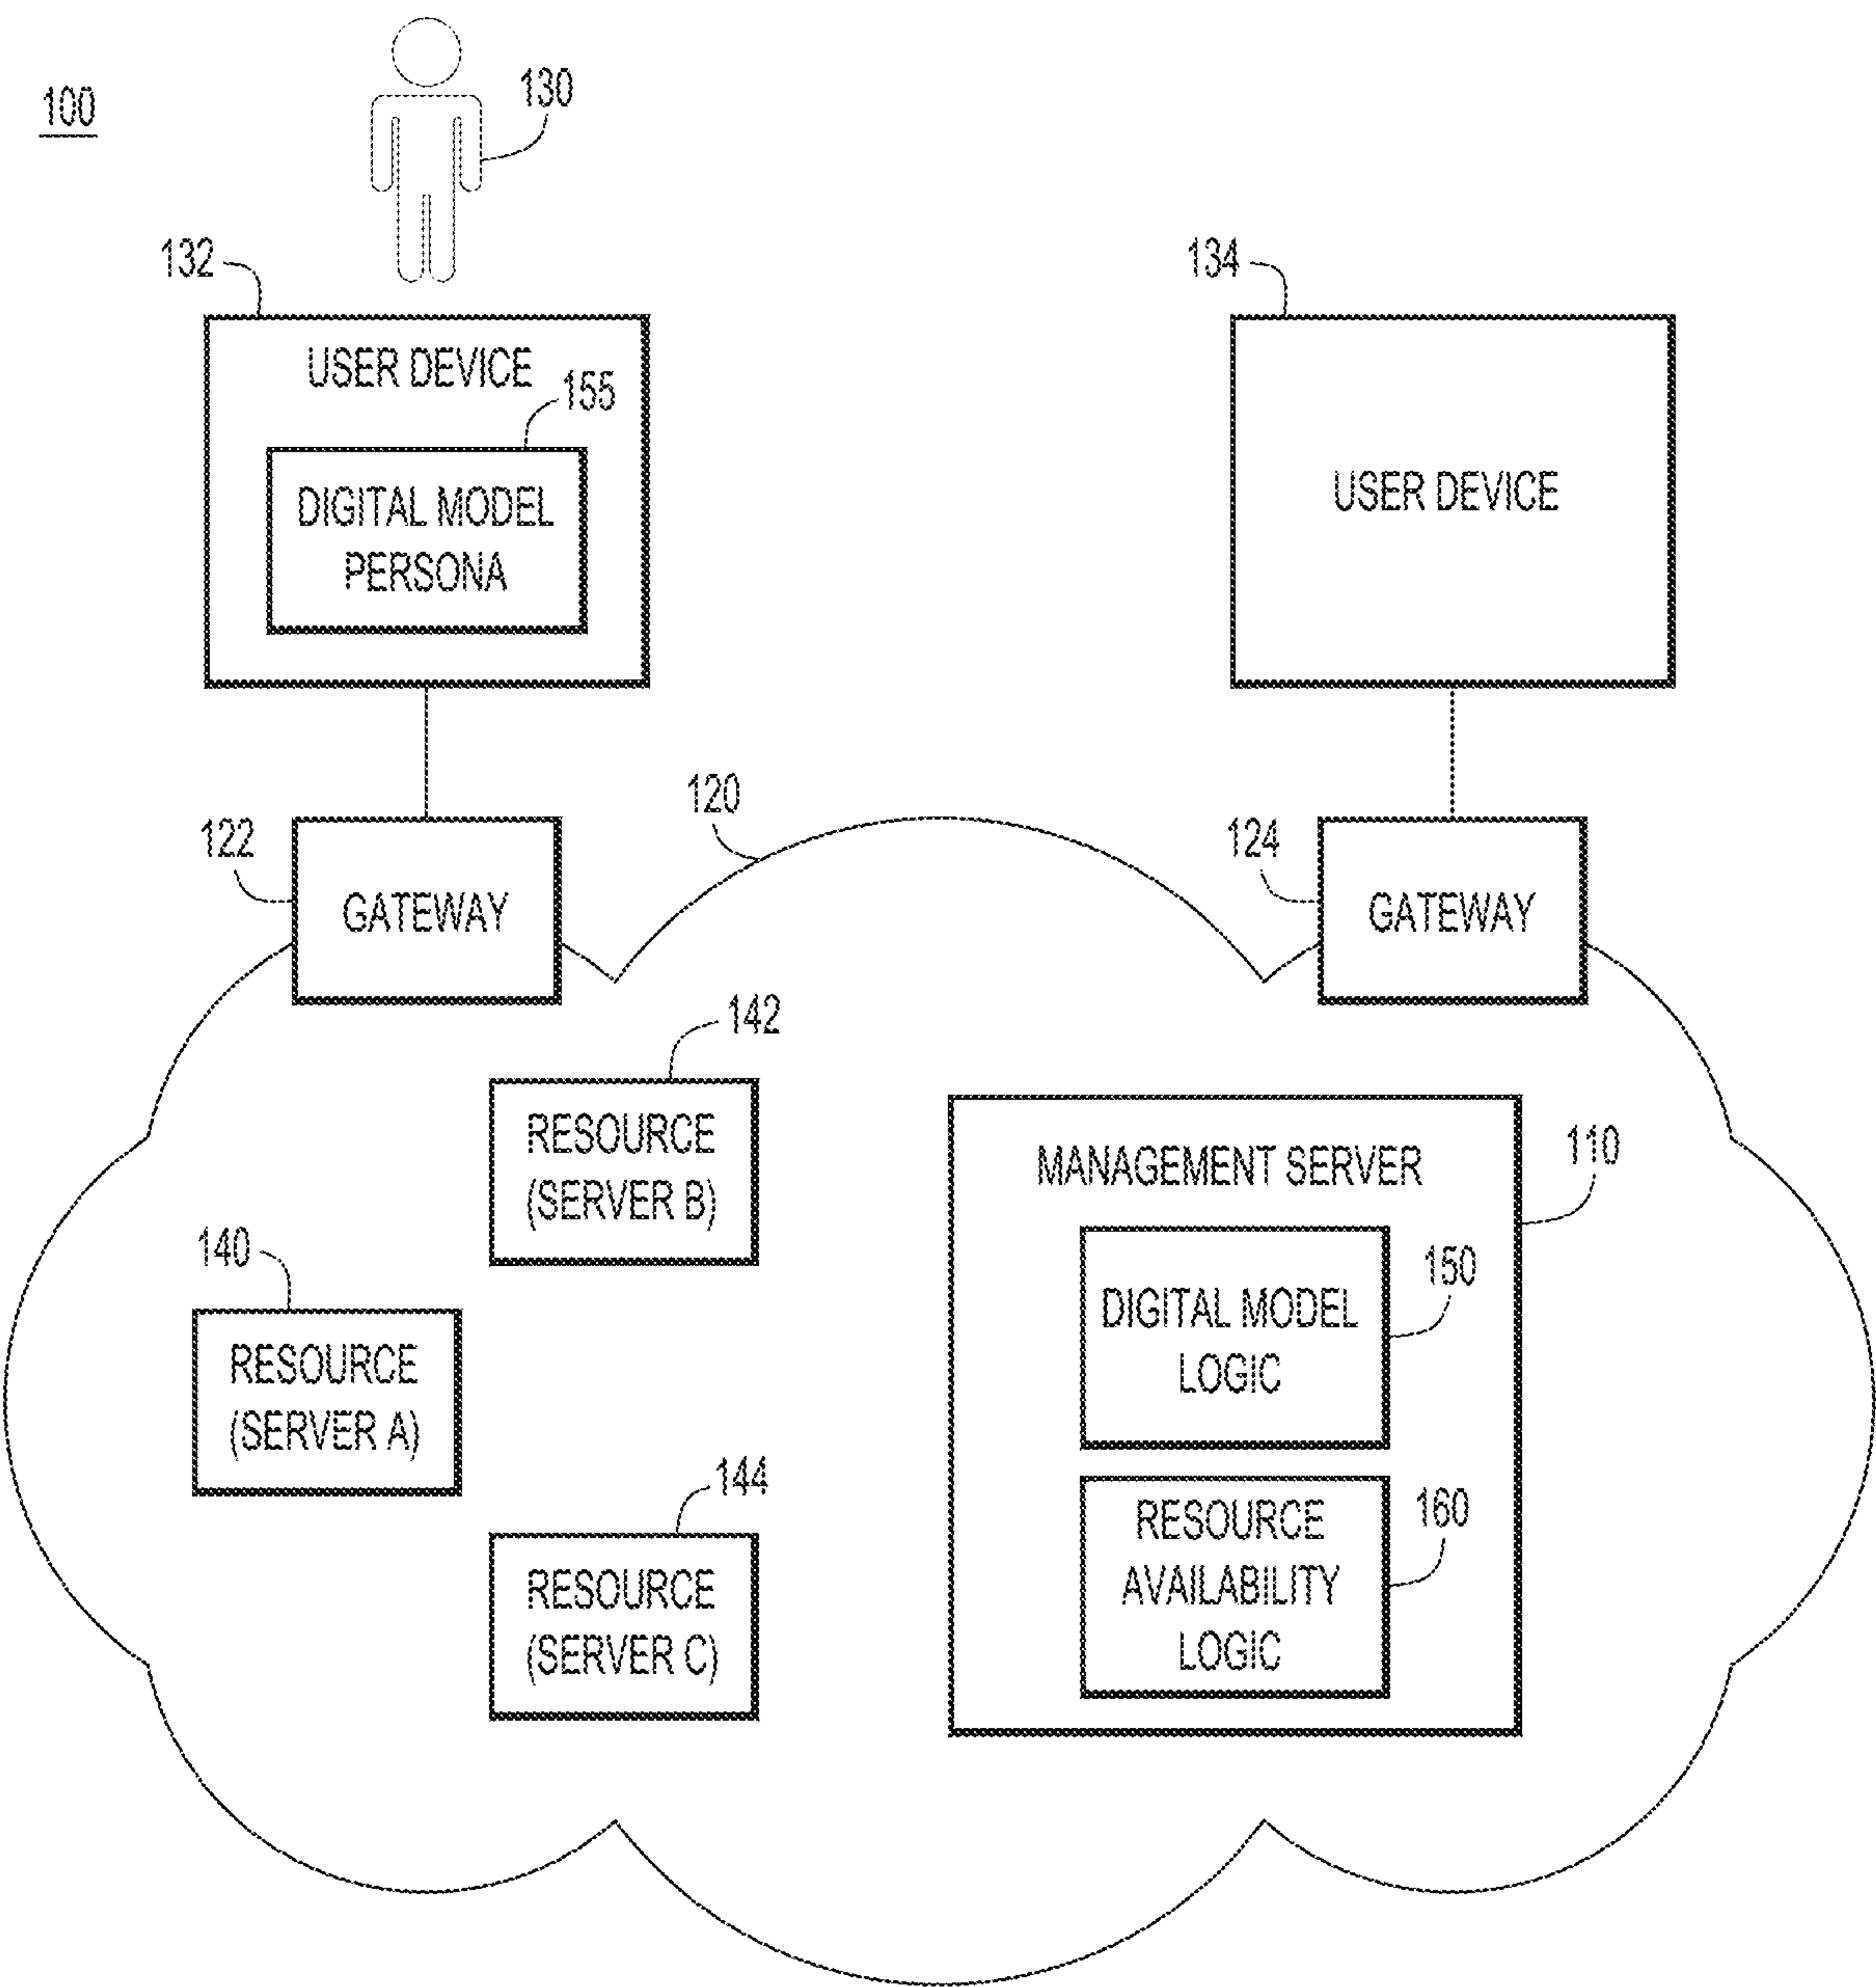 100
130
132
134
USER DEVICE
155
DIGITAL MODEL
PERSONA
USER DEVICE
120
122
GATEWAY
124
GATEWAY
142
RESOURCE
(SERVER B)
110
MANAGEMENT SERVER
140
RESOURCE
(SERVER A)
150
DIGITAL MODEL
LOGIC
144
RESOURCE
(SERVER C)
160
RESOURCE
AVAILABILITY
LOGIC